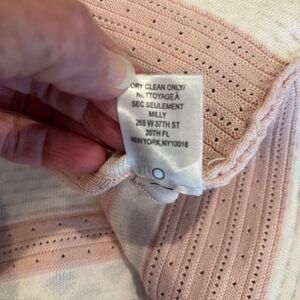 DRY CLEAN ONLY/
NETTOYAGE À
SEC SEULEMENT
MILLY
265 W 37TH ST
20TH FL
NEW YORK,NY10018